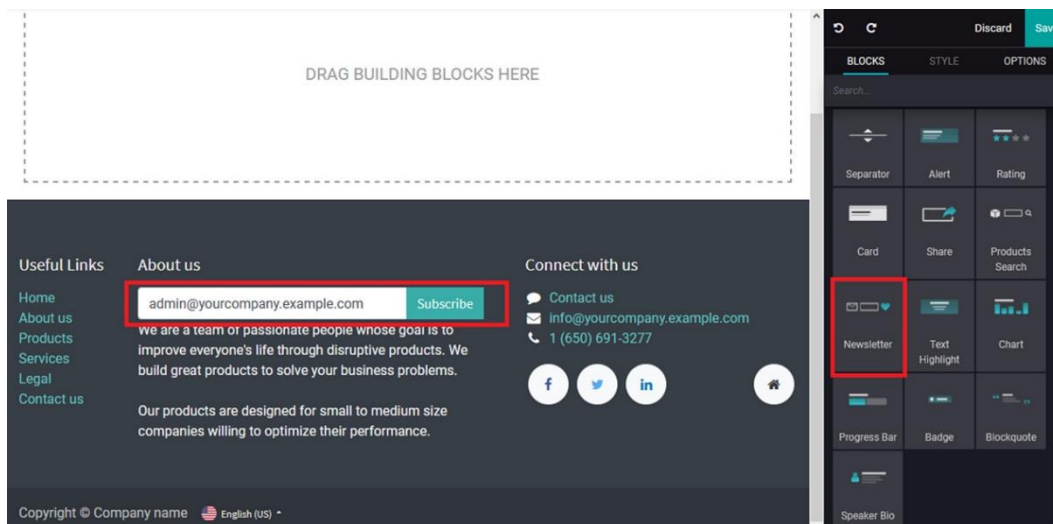 DRAG BUILDING BLOCKS HERE
Useful Links
Home
About us
Products
Services
Legal
Contact us
About us
admin@yourcompany.example.com Subscribe
We are a team of passionate people whose goal is to
improve everyone's life through disruptive products. We
build great products to solve your business problems.
Our products are designed for small to medium size
companies willing to optimize their performance.
Connect with us
Contact us
info@yourcompany.example.com
1 (650) 691-3277
f in
Copyright © Company name English (US)
Discard Sav
BLOCKS STYLE OPTIONS
Search...
Separator Alert Rating
Card Share Products
Search
Newsletter Text
Highlight Chart
Progress Bar Badge Blockquote
Speaker Bio